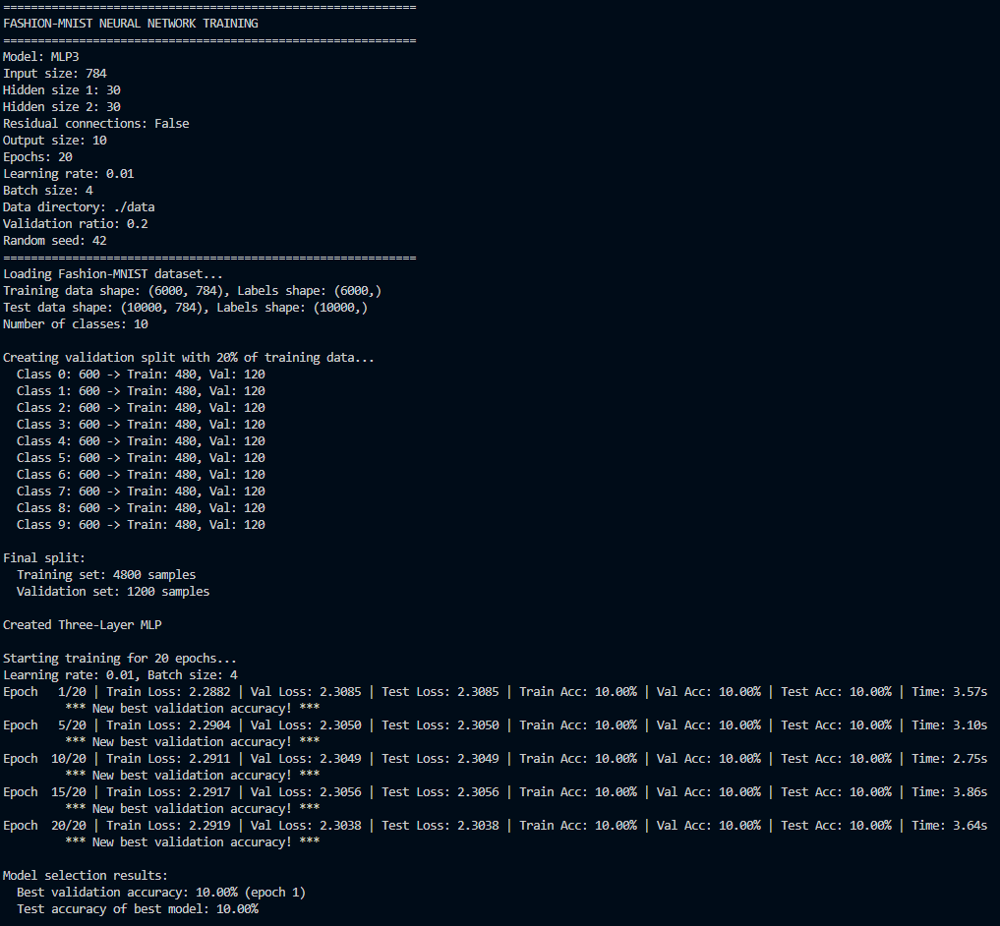 ============================================================
FASHION-MNIST NEURAL NETWORK TRAINING
============================================================
Model: MLP3
Input size: 784
Hidden size 1: 30
Hidden size 2: 30
Residual connections: False
Output size: 10
Epochs: 20
Learning rate: 0.01
Batch size: 4
Data directory: ./data
Validation ratio: 0.2
Random seed: 42
============================================================
Loading Fashion-MNIST dataset...
Training data shape: (6000, 784), Labels shape: (6000,)
Test data shape: (10000, 784), Labels shape: (10000,)
Number of classes: 10

Creating validation split with 20% of training data...
  Class 0: 600 -> Train: 480, Val: 120
  Class 1: 600 -> Train: 480, Val: 120
  Class 2: 600 -> Train: 480, Val: 120
  Class 3: 600 -> Train: 480, Val: 120
  Class 4: 600 -> Train: 480, Val: 120
  Class 5: 600 -> Train: 480, Val: 120
  Class 6: 600 -> Train: 480, Val: 120
  Class 7: 600 -> Train: 480, Val: 120
  Class 8: 600 -> Train: 480, Val: 120
  Class 9: 600 -> Train: 480, Val: 120

Final split:
  Training set: 4800 samples
  Validation set: 1200 samples

Created Three-Layer MLP

Starting training for 20 epochs...
Learning rate: 0.01, Batch size: 4
Epoch   1/20 | Train Loss: 2.2882 | Val Loss: 2.3085 | Test Loss: 2.3085 | Train Acc: 10.00% | Val Acc: 10.00% | Test Acc: 10.00% | Time: 3.57s
         *** New best validation accuracy! ***
Epoch   5/20 | Train Loss: 2.2904 | Val Loss: 2.3050 | Test Loss: 2.3050 | Train Acc: 10.00% | Val Acc: 10.00% | Test Acc: 10.00% | Time: 3.10s
         *** New best validation accuracy! ***
Epoch  10/20 | Train Loss: 2.2911 | Val Loss: 2.3049 | Test Loss: 2.3049 | Train Acc: 10.00% | Val Acc: 10.00% | Test Acc: 10.00% | Time: 2.75s
         *** New best validation accuracy! ***
Epoch  15/20 | Train Loss: 2.2917 | Val Loss: 2.3056 | Test Loss: 2.3056 | Train Acc: 10.00% | Val Acc: 10.00% | Test Acc: 10.00% | Time: 3.86s
         *** New best validation accuracy! ***
Epoch  20/20 | Train Loss: 2.2919 | Val Loss: 2.3038 | Test Loss: 2.3038 | Train Acc: 10.00% | Val Acc: 10.00% | Test Acc: 10.00% | Time: 3.64s
         *** New best validation accuracy! ***

Model selection results:
  Best validation accuracy: 10.00% (epoch 1)
  Test accuracy of best model: 10.00%